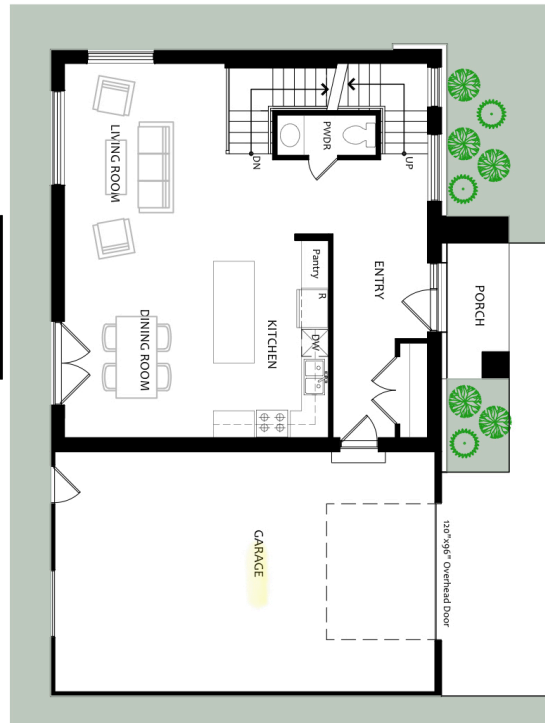 LIVING ROOM
PWDR
DN
UP
Pantry
R
ENTRY
PORCH
DINING ROOM
KITCHEN
DW
GARAGE
120"x96" Overhead Door